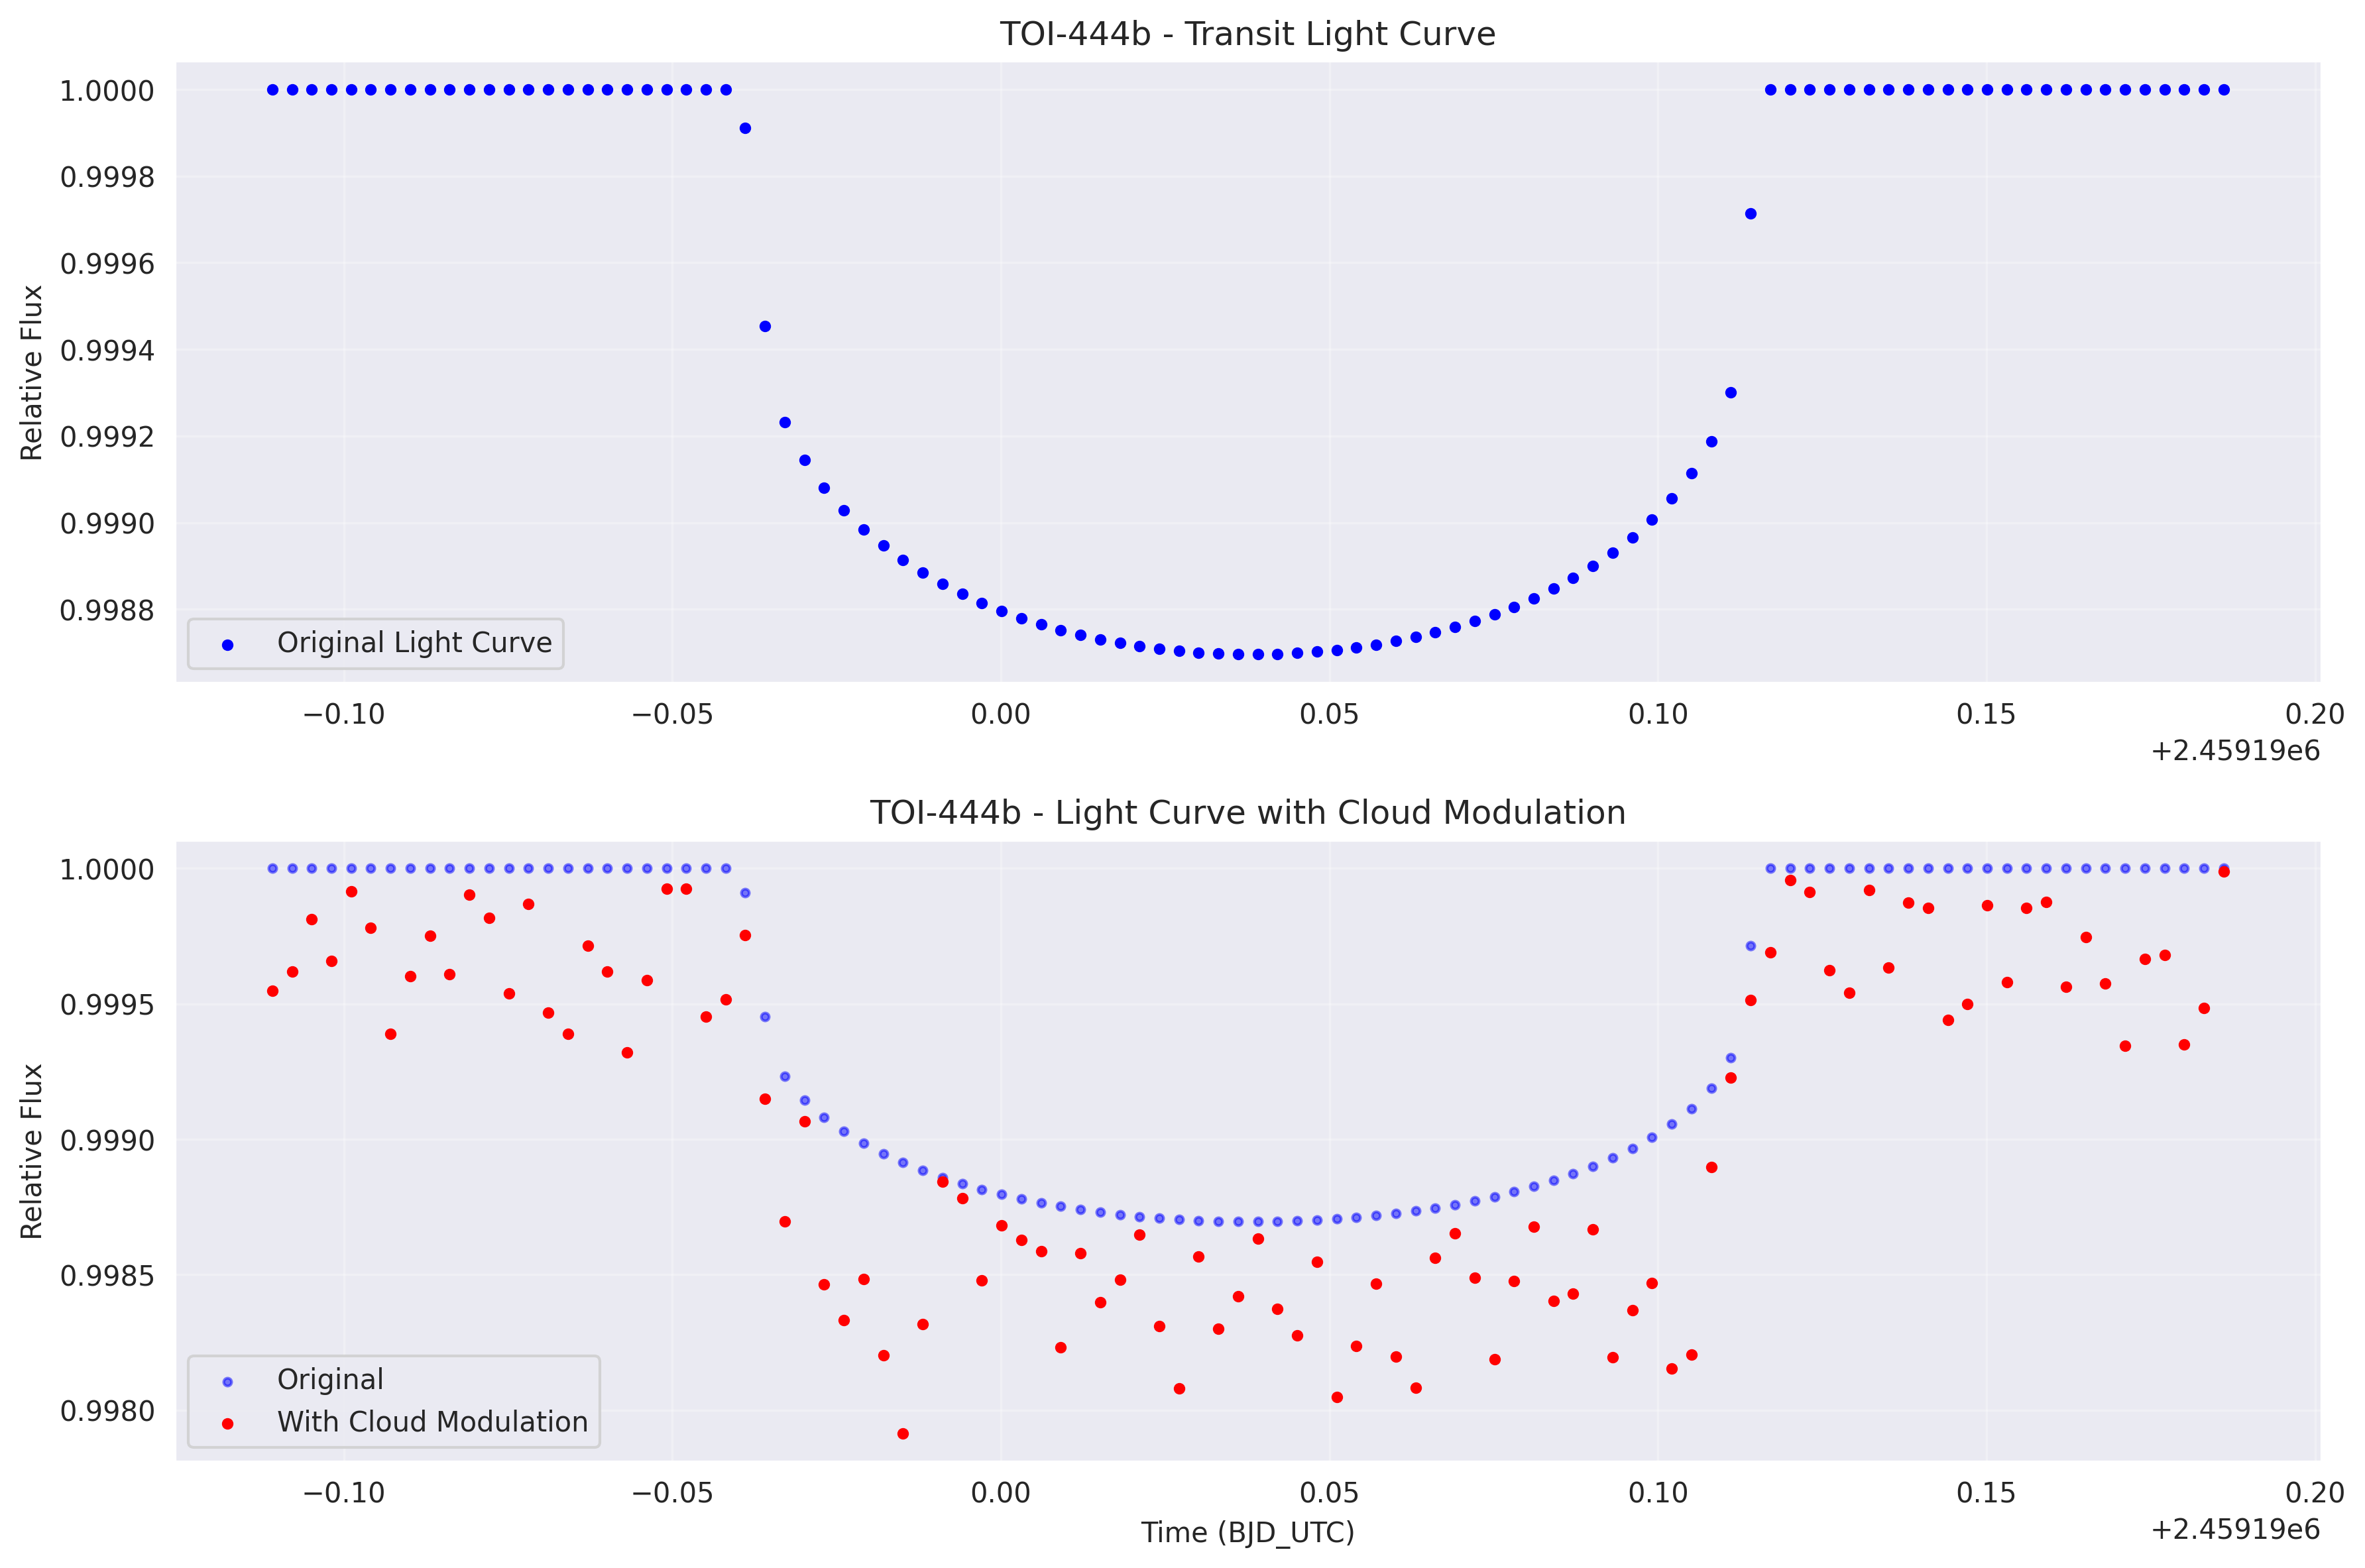 TOI-444b - Transit Light Curve
Relative Flux
1.0000
0.9998
0.9996
0.9994
0.9992
0.9990
0.9988
Original Light Curve
−0.10 −0.05 0.00 0.05 0.10 0.15 0.20
+2.45919e6
TOI-444b - Light Curve with Cloud Modulation
Relative Flux
1.0000
0.9995
0.9990
0.9985
0.9980
Original
With Cloud Modulation
−0.10 −0.05 0.00 0.05 0.10 0.15 0.20
Time (BJD_UTC)
+2.45919e6